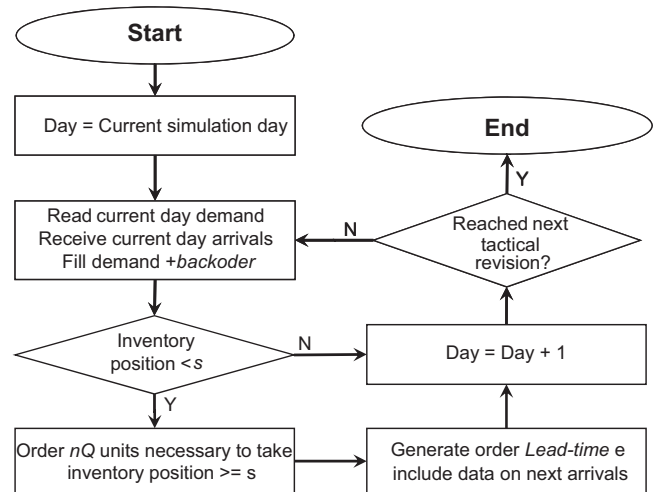 Start
Day = Current simulation day
Read current day demand
Receive current day arrivals
Fill demand +backoder
Inventory
position <s
N
Y
Order nQ units necessary to take
inventory position >= s
Generate order Lead-time e
include data on next arrivals
Day = Day + 1
Reached next
tactical
revision?
N
Y
End